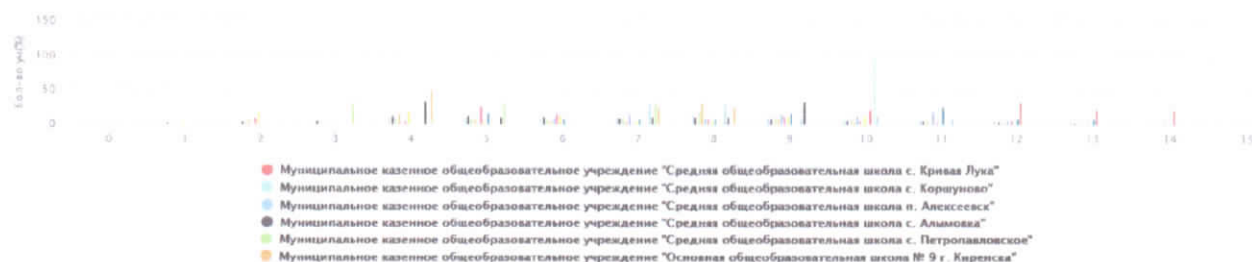 150
100
50
0
Кол-во уч(%)
0 1 2 3 4 5 6 7 8 9 10 11 12 13 14 15
Муниципальное казенное общеобразовательное учреждение "Средняя общеобразовательная школа с. Кривая Лука"
Муниципальное казенное общеобразовательное учреждение "Средняя общеобразовательная школа с. Коршуново"
Муниципальное казенное общеобразовательное учреждение "Средняя общеобразовательная школа п. Алексеевск"
Муниципальное казенное общеобразовательное учреждение "Средняя общеобразовательная школа с. Алымовка"
Муниципальное казенное общеобразовательное учреждение "Средняя общеобразовательная школа с. Петропавловское"
Муниципальное казенное общеобразовательное учреждение "Основная общеобразовательная школа № 9 г. Киренска"